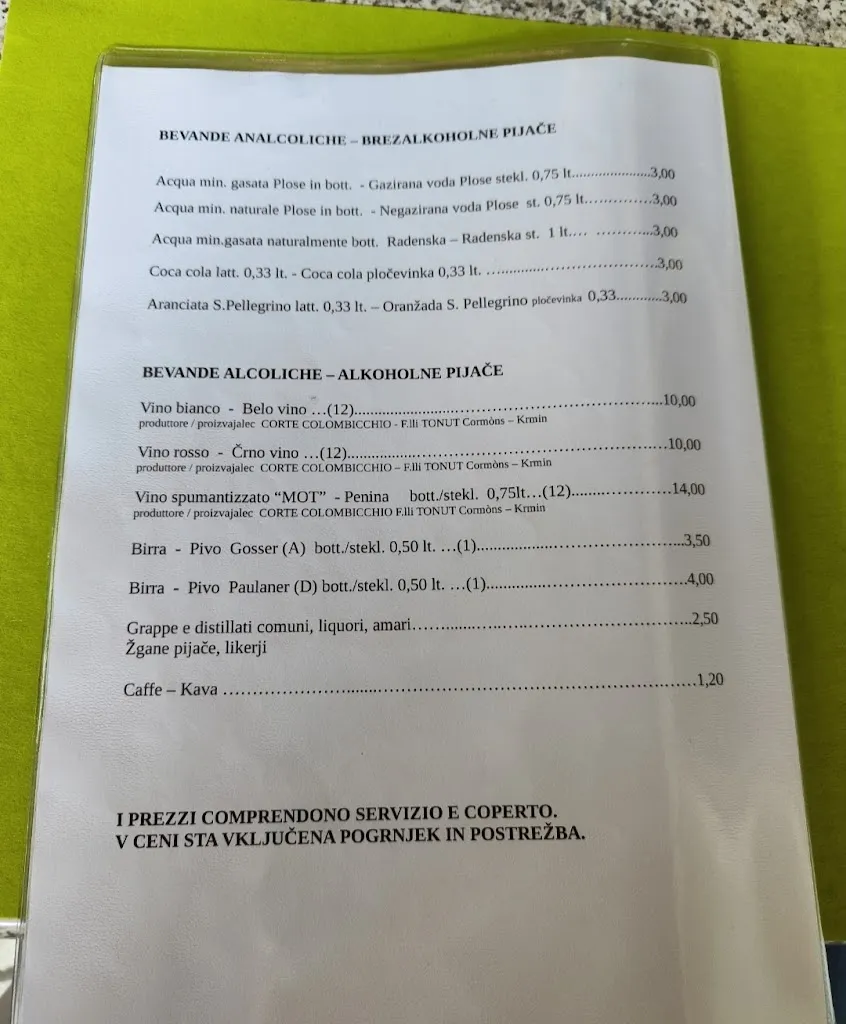 BEVANDE ANALCOLICHE – BREZALKOHOLNE PIJAČE
Acqua min. gasata Plose in bott. - Gazirana voda Plose stekl. 0,75 lt.....................3,00
Acqua min. naturale Plose in bott. - Negazirana voda Plose st. 0,75 lt..............3,00
Acqua min.gasata naturalmente bott. Radenska – Radenska st. 1 lt.... ............3,00
Coca cola latt. 0,33 lt. - Coca cola pločevinka 0,33 lt. .......................................3,00
Aranciata S.Pellegrino latt. 0,33 lt. – Oranžada S. Pellegrino pločevinka 0,33...........3,00
BEVANDE ALCOLICHE – ALKOHOLNE PIJAČE
Vino bianco - Belo vino …(12)..................................................................10,00
produttore / proizvajalec CORTE COLOMBICCHIO - F.lli TONUT Cormòns – Krmin
Vino rosso - Črno vino …(12)....................................................................10,00
produttore / proizvajalec CORTE COLOMBICCHIO – F.lli TONUT Cormòns – Krmin
Vino spumantizzato “MOT” - Penina bott./stekl. 0,75lt…(12)......................14,00
produttore / proizvajalec CORTE COLOMBICCHIO F.lli TONUT Cormòns – Krmin
Birra - Pivo Gosser (A) bott./stekl. 0,50 lt. …(1)............................................3,50
Birra - Pivo Paulaner (D) bott./stekl. 0,50 lt. …(1)...........................................4,00
Grappe e distillati comuni, liquori, amari............................................................2,50
Žgane pijače, likerji
Caffe – Kava ....................................................................................................1,20
I PREZZI COMPRENDONO SERVIZIO E COPERTO.
V CENI STA VKLJUČENA POGRNJEK IN POSTREŽBA.